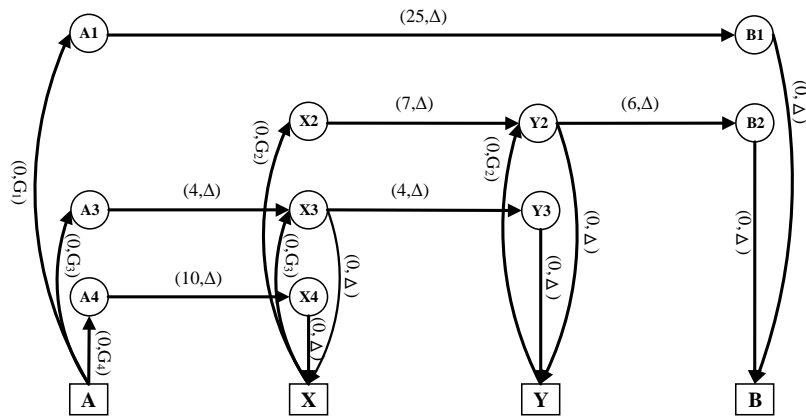 (25,Δ)
A1
B1
(7,Δ)
(6,Δ)
X2
Y2
B2
(0,Δ)
(0,G₂)
(0,G₂)
(0,G₁)
(4,Δ)
(4,Δ)
A3
X3
Y3
(0,Δ)
(0,Δ)
(0,G₃)
(0,G₃)
(0,Δ)
(0,Δ)
(10,Δ)
A4
X4
(0,G₄)
(0,Δ)
A
X
Y
B